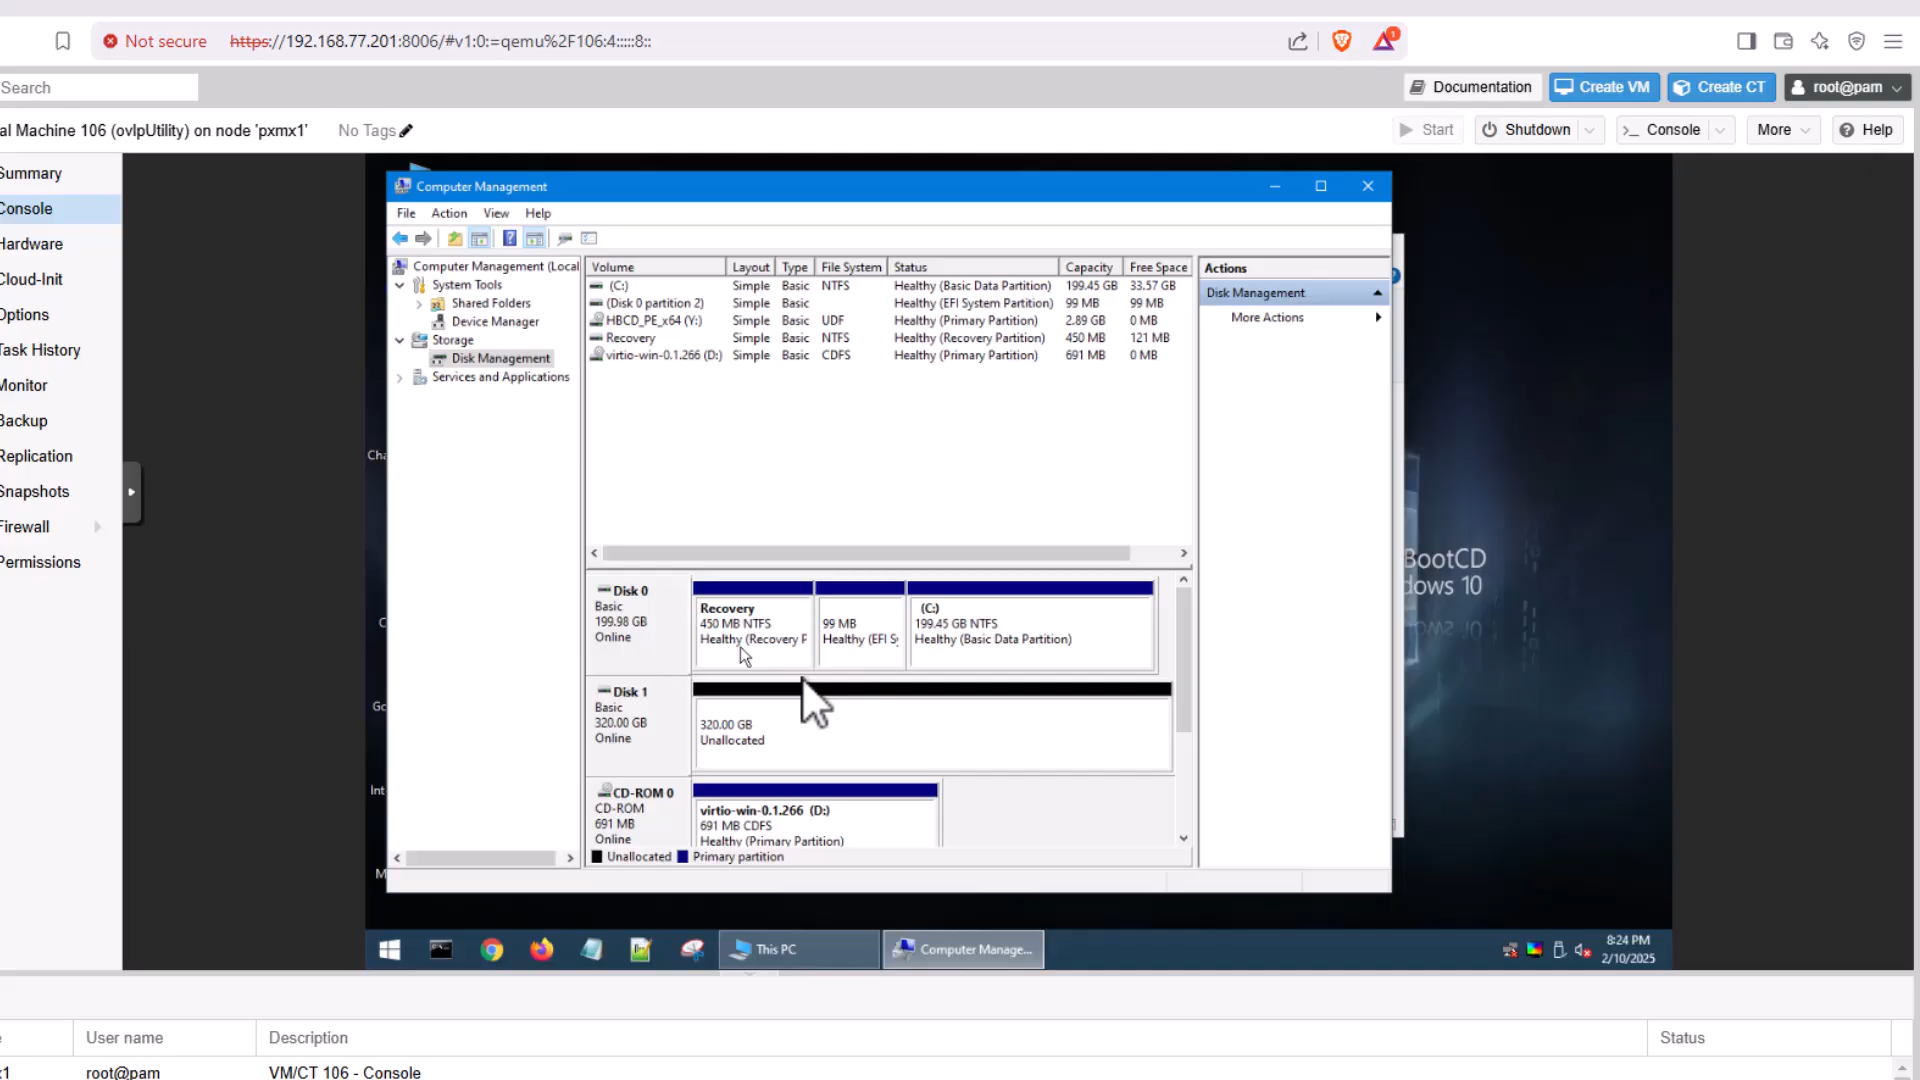 Not secure https://192.168.77.201:8006/#v1:0:=qemu%2F106:4:::::8:: 1
Search Documentation Create VM Create CT root@pam
al Machine 106 (ovlpUtility) on node 'pxmx1' No Tags Start Shutdown >_ Console More Help
Summary
Console
Hardware
Cloud-Init
Options
Task History
Monitor
Backup
Replication
Snapshots
Firewall
Permissions
Computer Management
File Action View Help
Computer Management (Local
System Tools
Shared Folders
Device Manager
Storage
Disk Management
Services and Applications
Volume Layout Type File System Status Capacity Free Space
(C:) Simple Basic NTFS Healthy (Basic Data Partition) 199.45 GB 33.57 GB
(Disk 0 partition 2) Simple Basic Healthy (EFI System Partition) 99 MB 99 MB
HBCD_PE_x64 (Y:) Simple Basic UDF Healthy (Primary Partition) 2.89 GB 0 MB
Recovery Simple Basic NTFS Healthy (Recovery Partition) 450 MB 121 MB
virtio-win-0.1.266 (D:) Simple Basic CDFS Healthy (Primary Partition) 691 MB 0 MB
Actions
Disk Management
More Actions
Disk 0
Basic
199.98 GB
Online
Recovery
450 MB NTFS
Healthy (Recovery P
99 MB
Healthy (EFI Sy
(C:)
199.45 GB NTFS
Healthy (Basic Data Partition)
Disk 1
Basic
320.00 GB
Online
320.00 GB
Unallocated
CD-ROM 0
CD-ROM
691 MB
Online
virtio-win-0.1.266 (D:)
691 MB CDFS
Healthy (Primary Partition)
Unallocated Primary partition
Cha
C
Go
Int
M
BootCD
dows 10
This PC Computer Manage...
8:24 PM
2/10/2025
User name Description Status
x1 root@pam VM/CT 106 - Console